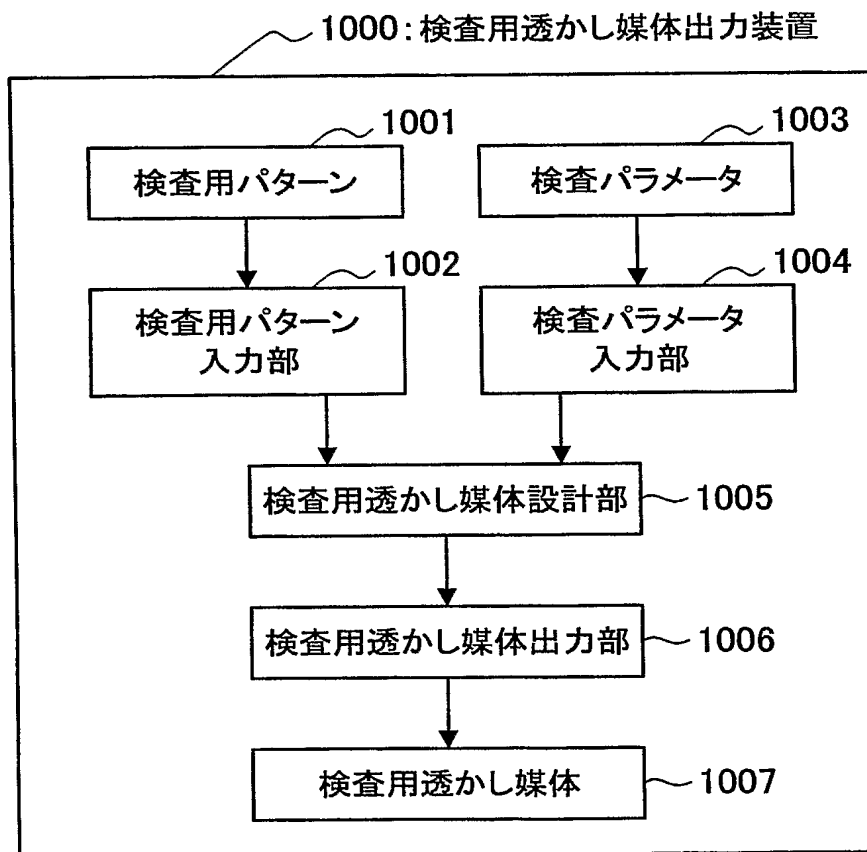 1000:検査用透かし媒体出力装置
1001
検査用パターン
1003
検査パラメータ
1002
検査用パターン
入力部
1004
検査パラメータ
入力部
検査用透かし媒体設計部
1005
検査用透かし媒体出力部
1006
検査用透かし媒体
1007